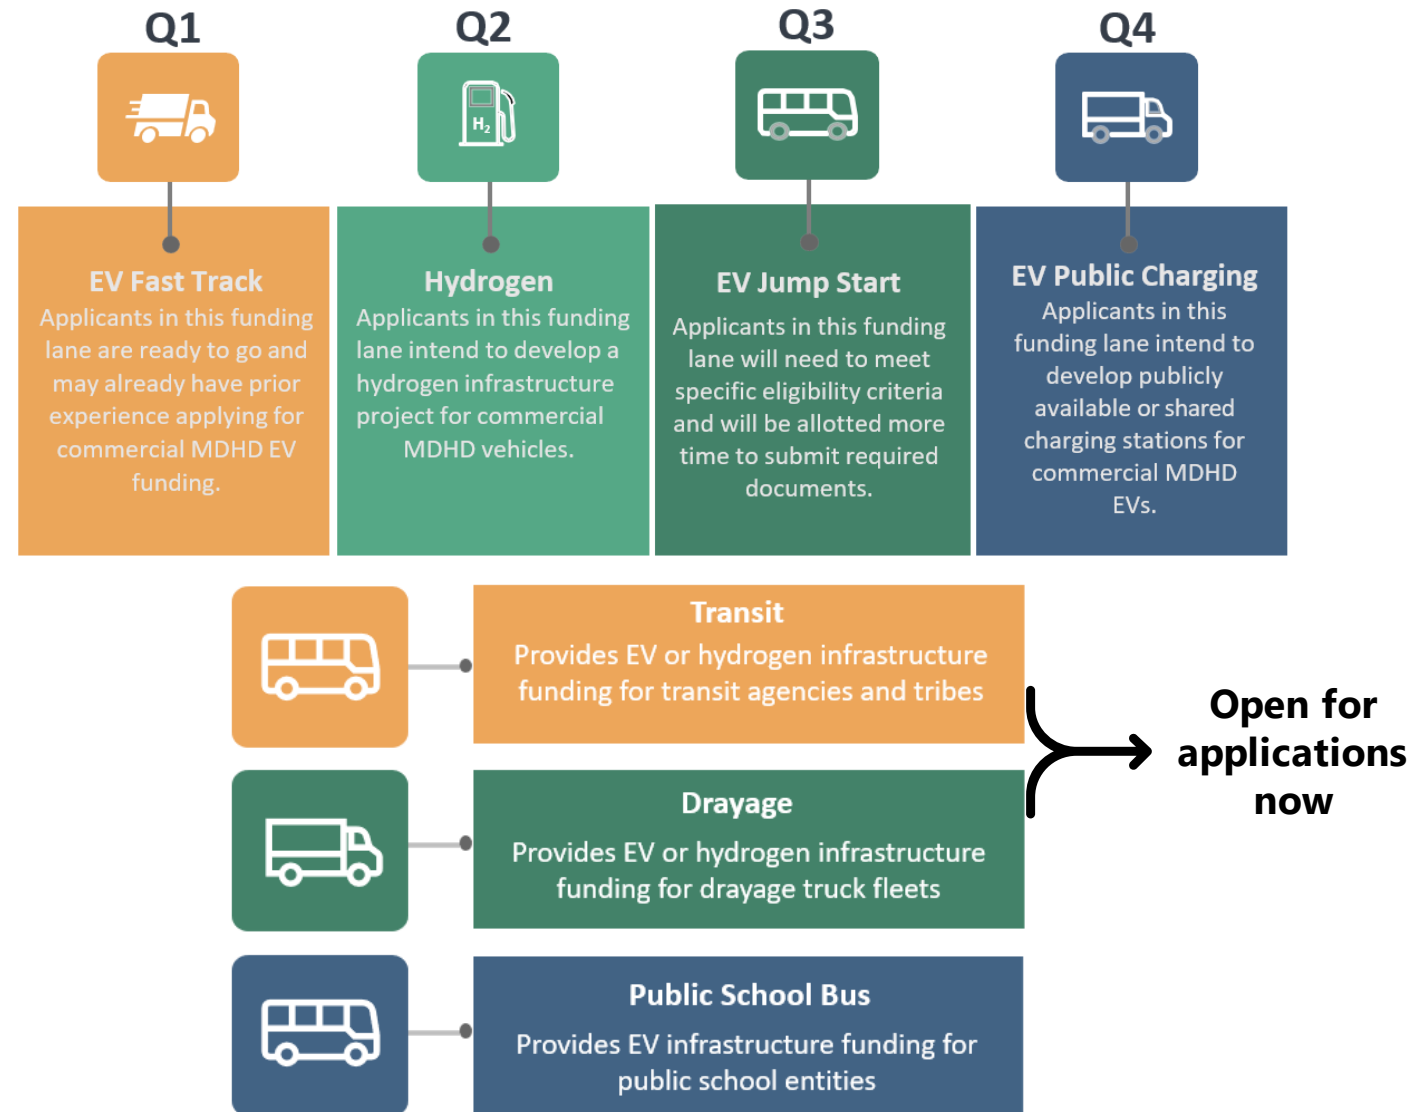 Q1
Q2
Q3
Q4
H2
EV Fast Track
Applicants in this funding
lane are ready to go and
may already have prior
experience applying for
commercial MDHD EV
funding.
Hydrogen
Applicants in this funding
lane intend to develop a
hydrogen infrastructure
project for commercial
MDHD vehicles.
EV Jump Start
Applicants in this funding
lane will need to meet
specific eligibility criteria
and will be allotted more
time to submit required
documents.
EV Public Charging
Applicants in this
funding lane intend to
develop publicly
available or shared
charging stations for
commercial MDHD
EVs.
Transit
Provides EV or hydrogen infrastructure
funding for transit agencies and tribes
Drayage
Provides EV or hydrogen infrastructure
funding for drayage truck fleets
Open for
applications
now
Public School Bus
Provides EV infrastructure funding for
public school entities